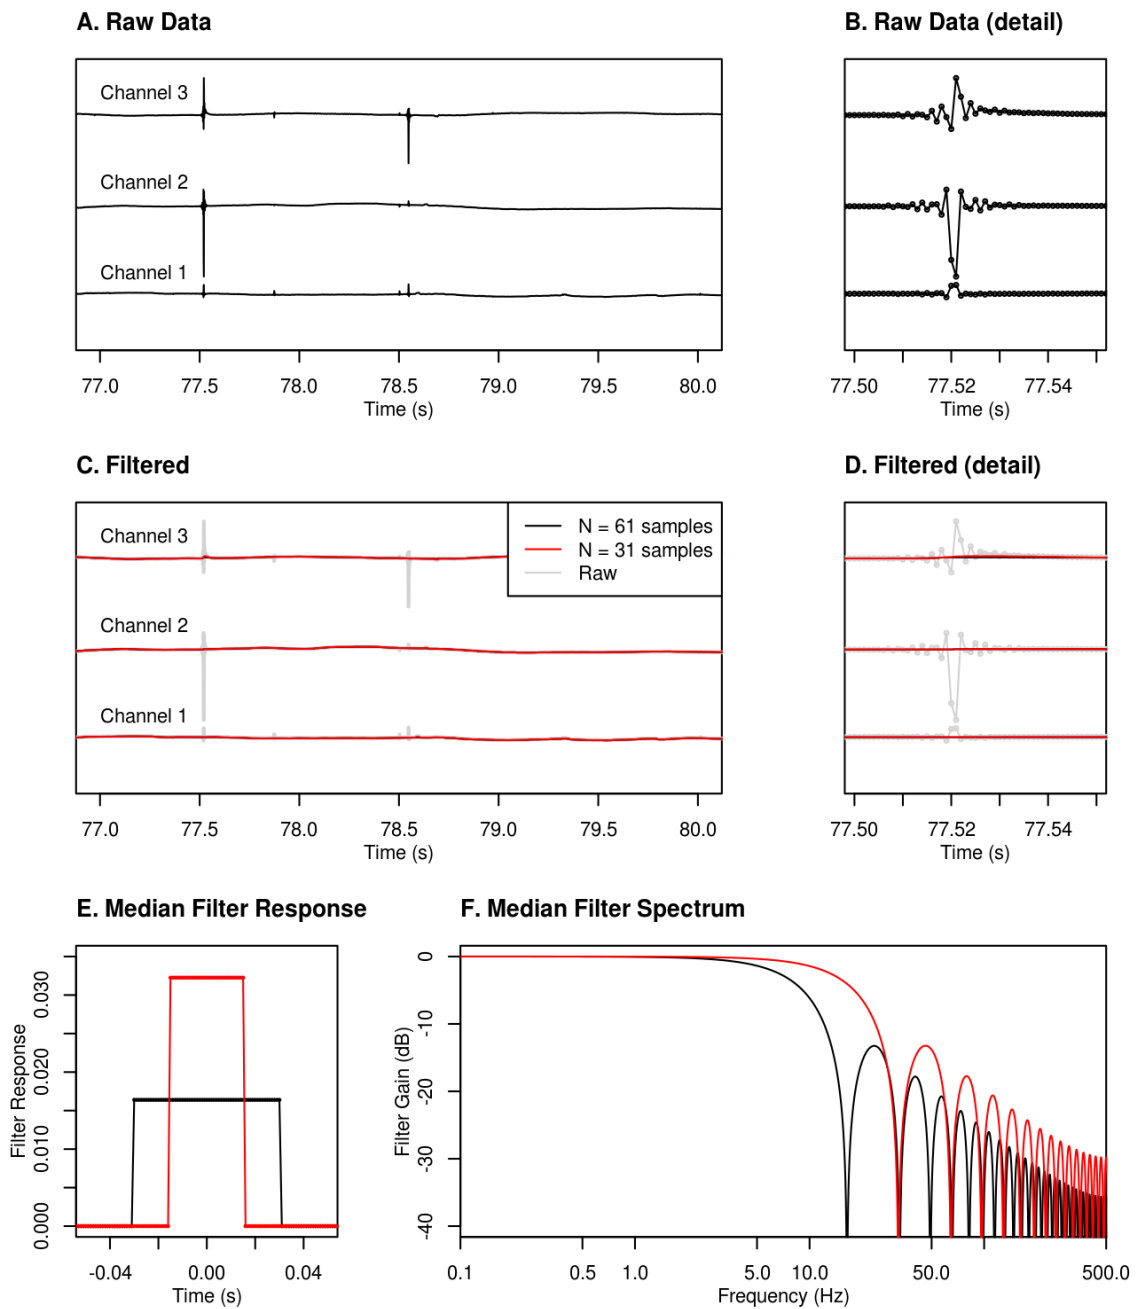 A. Raw Data
B. Raw Data (detail)
Channel 3
Channel 2
Channel 1
77.0 77.5 78.0 78.5 79.0 79.5 80.0
Time (s)
77.50 77.52 77.54
Time (s)
C. Filtered
D. Filtered (detail)
Channel 3
Channel 2
Channel 1
N = 61 samples
N = 31 samples
Raw
77.0 77.5 78.0 78.5 79.0 79.5 80.0
Time (s)
77.50 77.52 77.54
Time (s)
E. Median Filter Response
F. Median Filter Spectrum
Filter Response
0.000 0.010 0.020 0.030
-0.04 0.00 0.04
Time (s)
Filter Gain (dB)
0
-10
-20
-30
-40
0.1 0.5 1.0 5.0 10.0 50.0 500.0
Frequency (Hz)